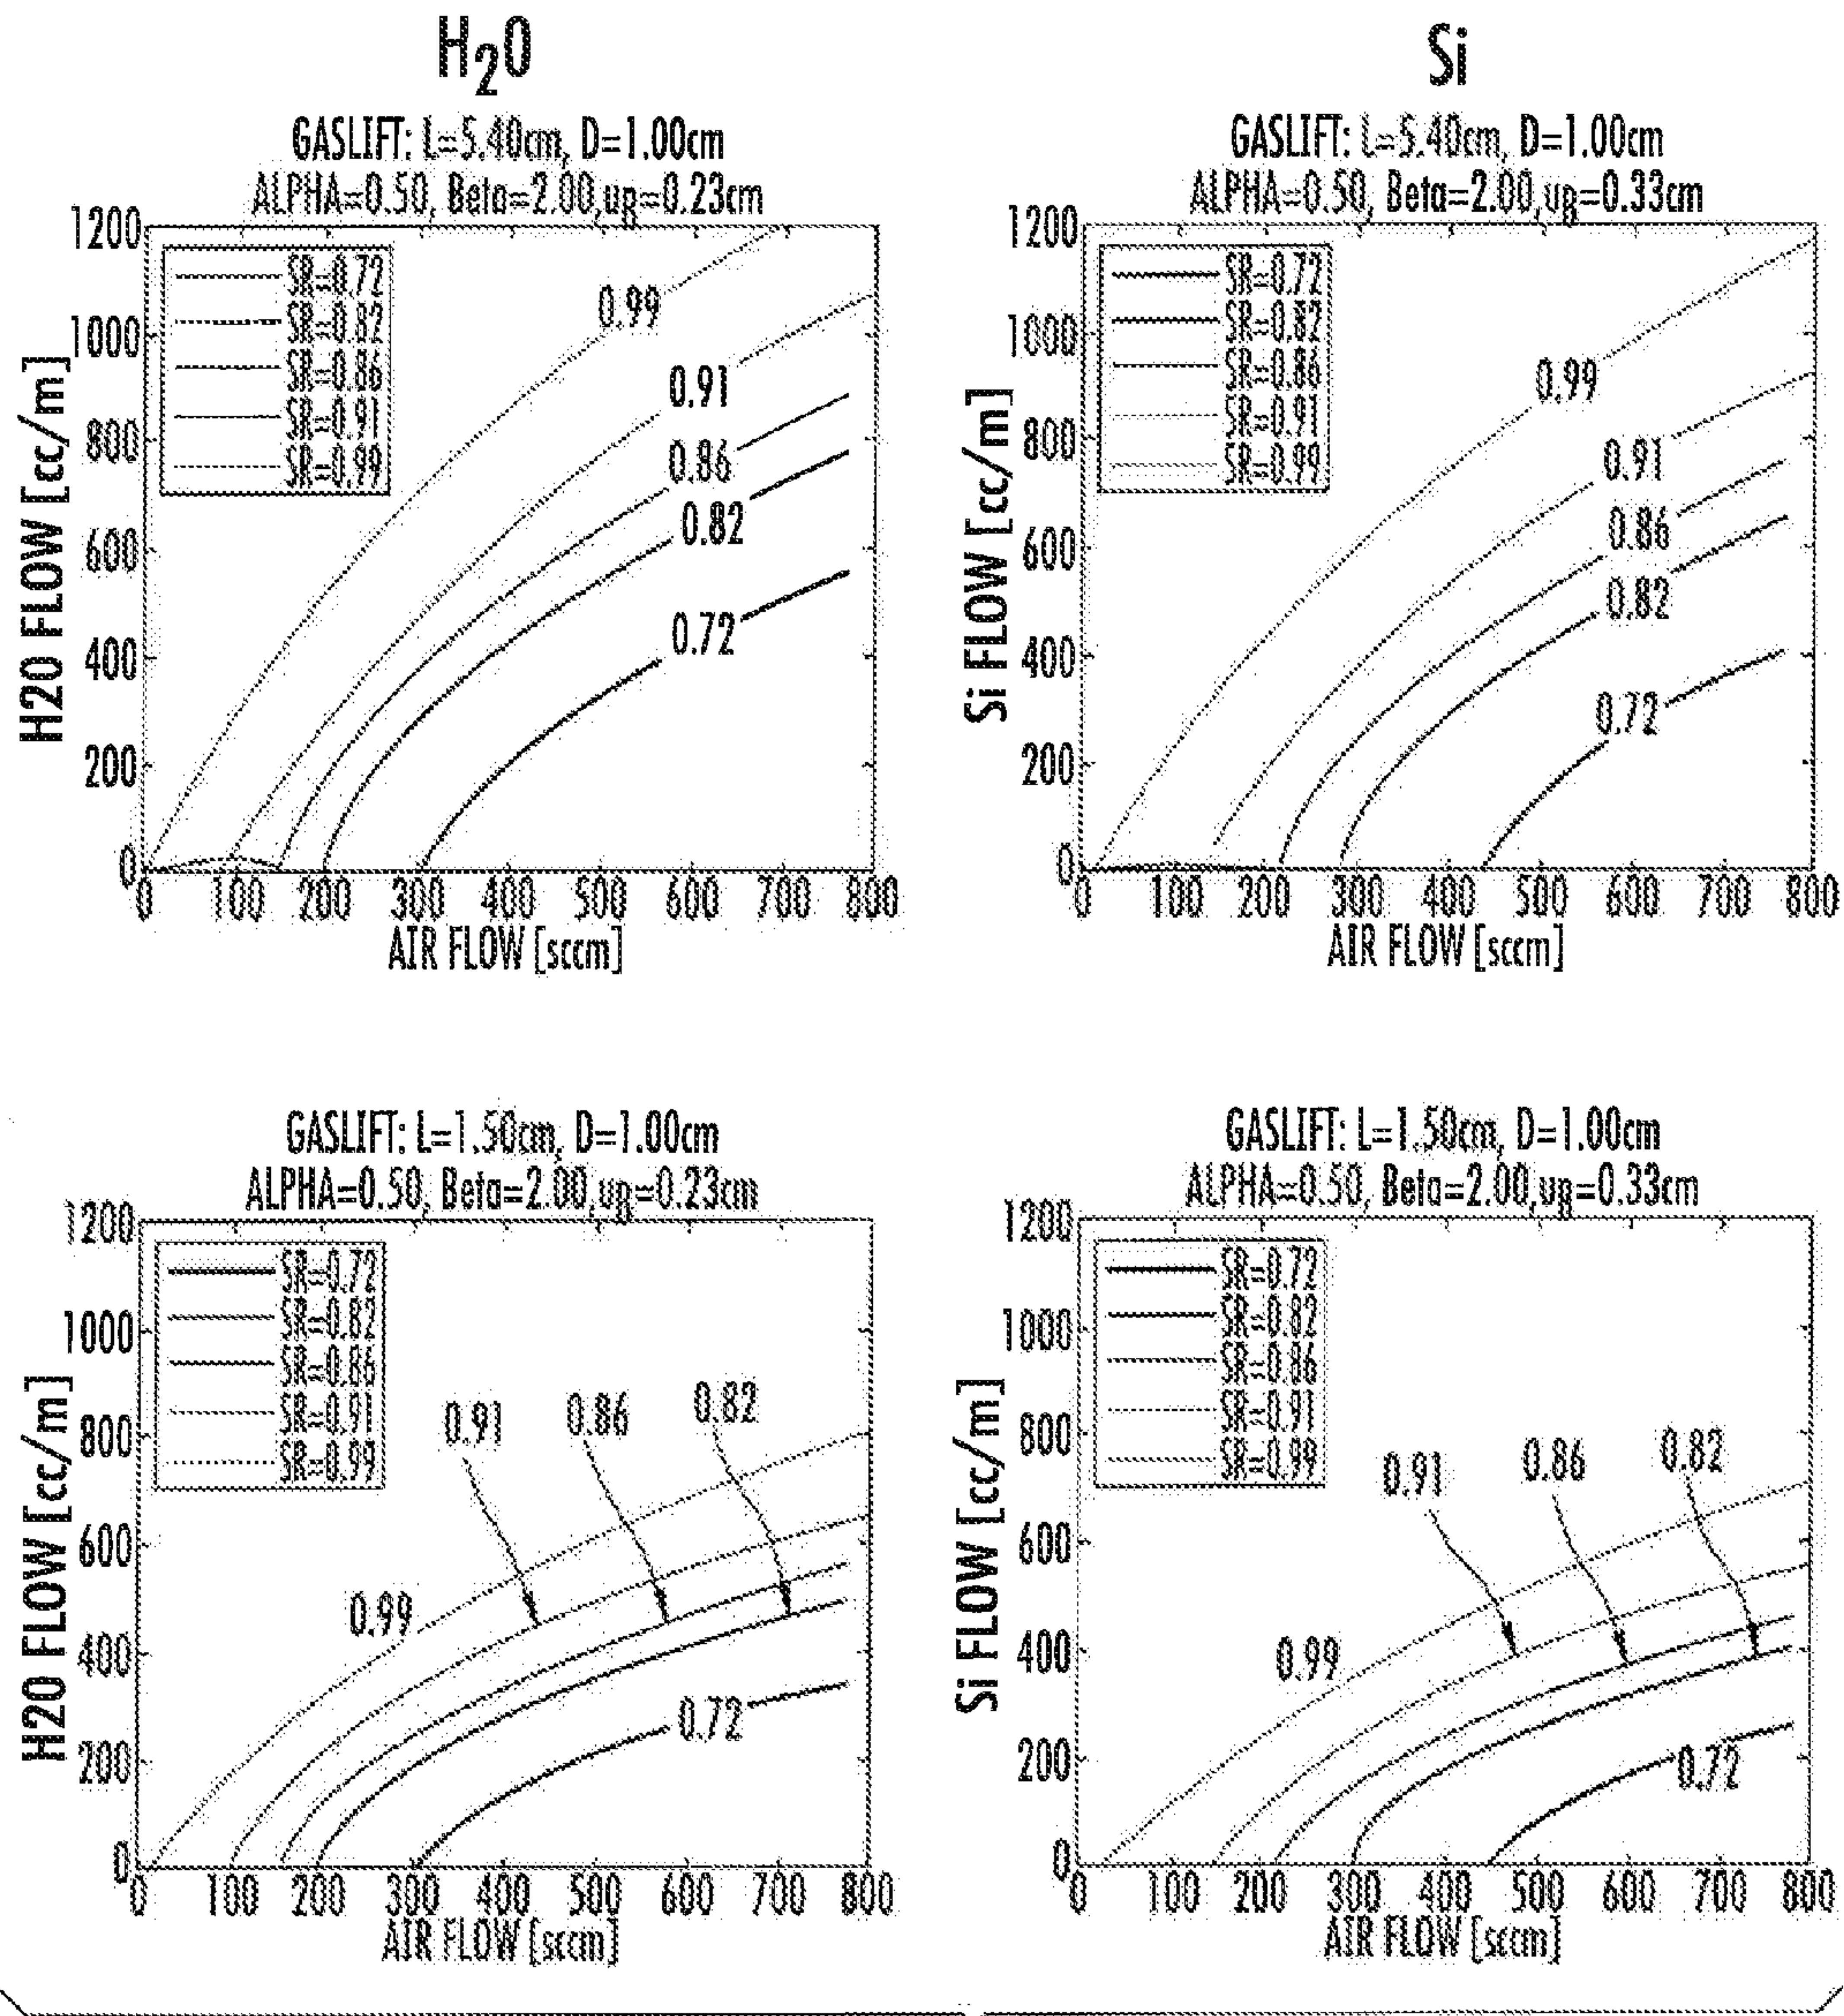 H2O
GASLIFT: L=5.40cm, D=1.00cm
ALPHA=0.50, Beta=2.00,uB=0.23cm
H2O FLOW [cc/m]
1200
1000
800
600
400
200
0
SR=0.72
SR=0.82
SR=0.86
SR=0.91
SR=0.99
0.99
0.91
0.86
0.82
0.72
0 100 200 300 400 500 600 700 800
AIR FLOW [sccm]
Si
GASLIFT: L=5.40cm, D=1.00cm
ALPHA=0.50, Beta=2.00,uB=0.33cm
Si FLOW [cc/m]
1200
1000
800
600
400
200
0
SR=0.72
SR=0.82
SR=0.86
SR=0.91
SR=0.99
0.99
0.91
0.86
0.82
0.72
0 100 200 300 400 500 600 700 800
AIR FLOW [sccm]
GASLIFT: L=1.50cm, D=1.00cm
ALPHA=0.50, Beta=2.00,uB=0.23cm
H2O FLOW [cc/m]
1200
1000
800
600
400
200
0
SR=0.72
SR=0.82
SR=0.86
SR=0.91
SR=0.99
0.91
0.86
0.82
0.99
0.72
0 100 200 300 400 500 600 700 800
AIR FLOW [sccm]
GASLIFT: L=1.50cm, D=1.00cm
ALPHA=0.50, Beta=2.00,uB=0.33cm
Si FLOW [cc/m]
1200
1000
800
600
400
200
0
SR=0.72
SR=0.82
SR=0.86
SR=0.91
SR=0.99
0.91
0.86
0.82
0.99
0.72
0 100 200 300 400 500 600 700 800
AIR FLOW [sccm]